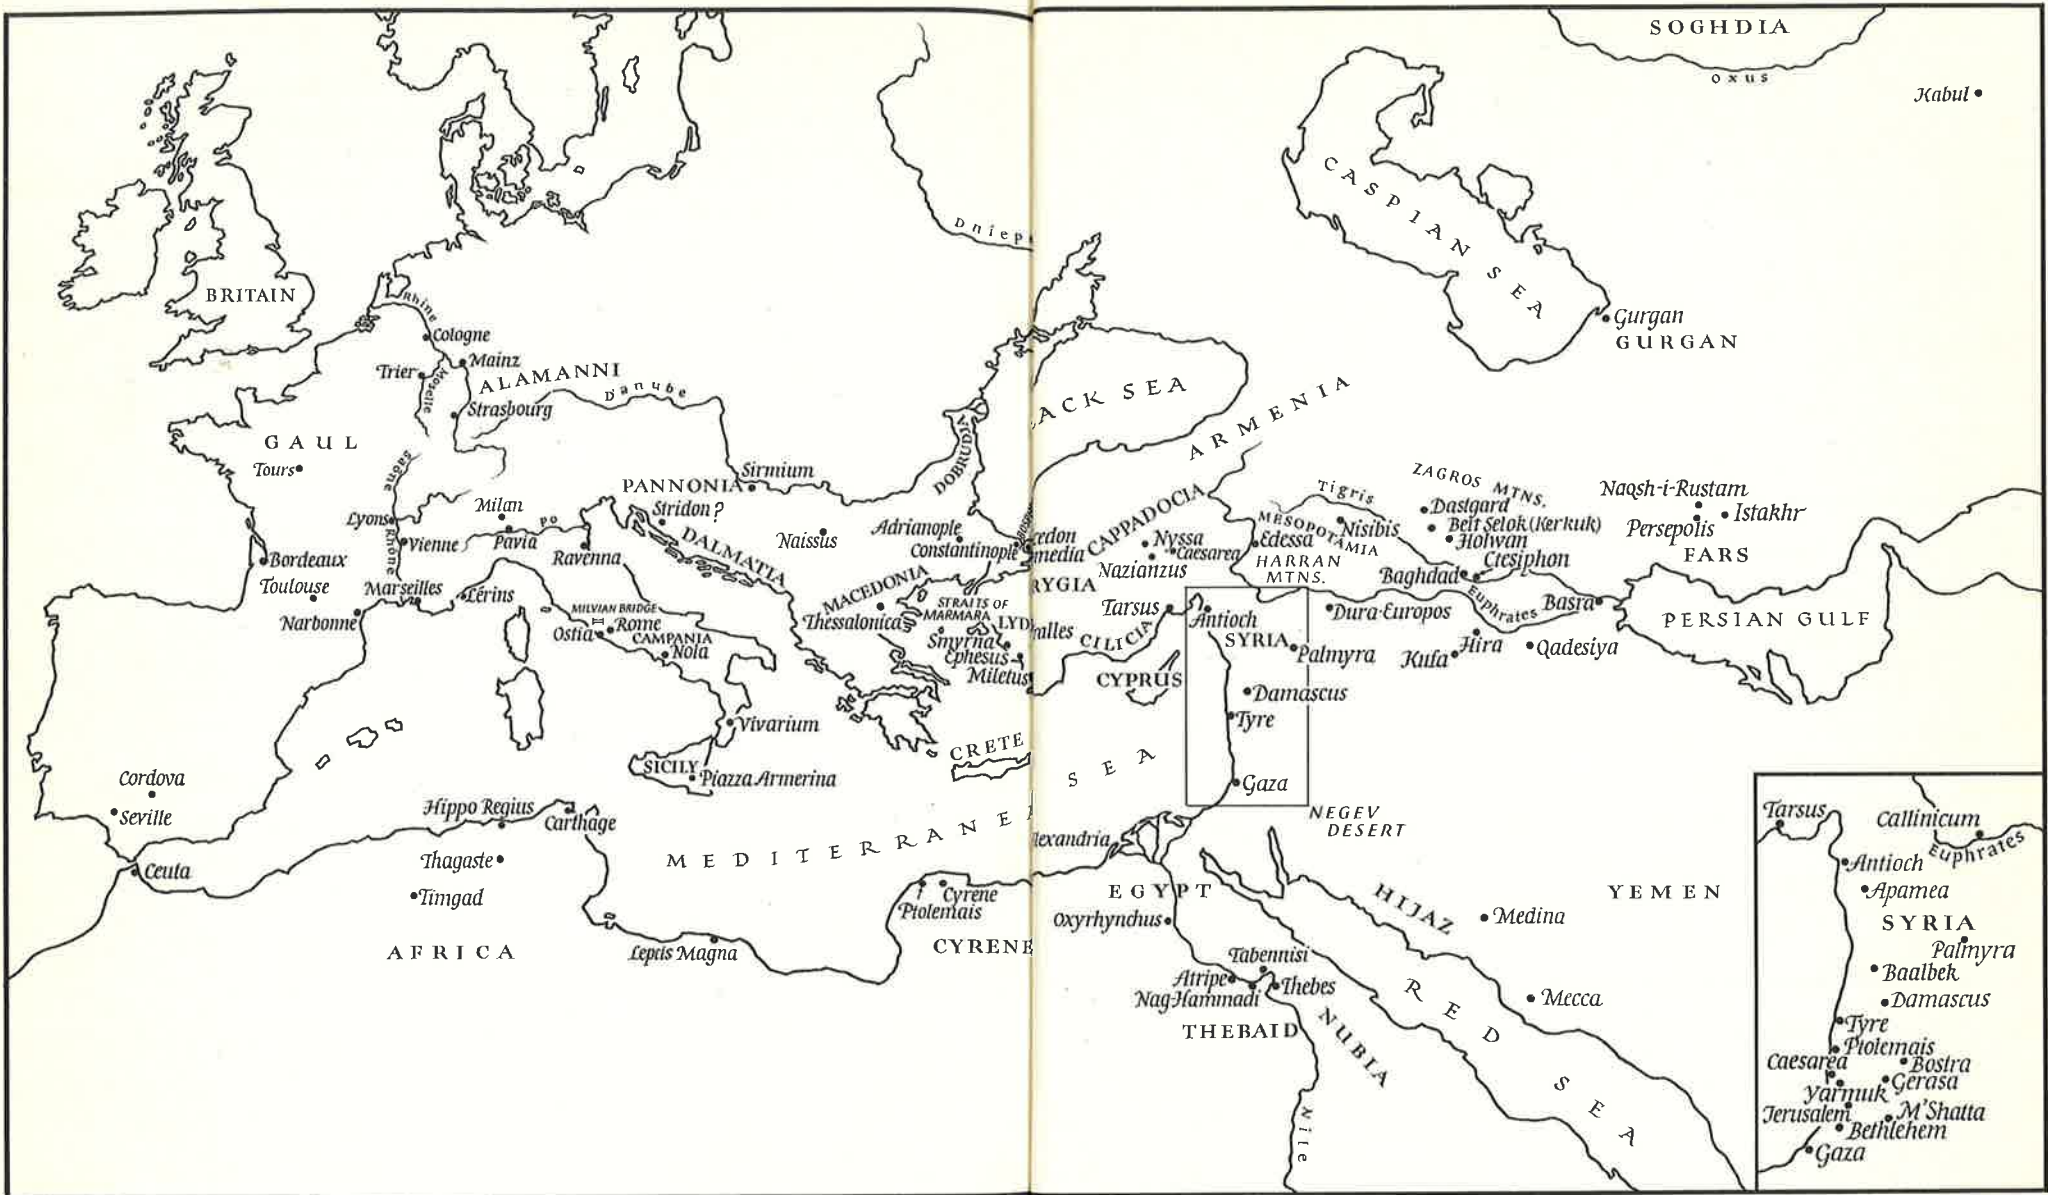 BRITAIN
Rhine
Cologne
Mainz
Trier
Moselle
ALAMANNI
Danube
Strasbourg
GAUL
Tours
Saône
Lyons
Vienne
Rhône
Bordeaux
Toulouse
Narbonne
Marseilles
Lérins
Milan
Pavia
Po
Ravenna
PANNONIA
Sirmium
Stridon?
DALMATIA
Naissus
MILVIAN BRIDGE
Rome
Ostia
CAMPANIA
Nola
Vivarium
SICILY
Piazza Armerina
Cordova
Seville
Ceuta
Hippo Regius
Carthage
Thagaste
Timgad
AFRICA
Leptis Magna
MEDITERRANEA
SEA
Ptolemais
Cyrene
CYRENE
CRETE
MACEDONIA
Thessalonica
Adrianople
Constantinople
DOBRUDJA
STRAITS OF
MARMARA
LYD
Smyrna
Ephesus
Miletus
Dniep
ACK SEA
cedon
media
RYGIA
ralles
CILICIA
Tarsus
CYPRUS
CAPPADOCIA
Nyssa
Caesarea
Nazianzus
ARMENIA
Edessa
MESOPOTAMIA
HARRAN
MTNS.
Tigris
Nisibis
ZAGROS MTNS.
Dastgard
Beit Selok (Kerkuk)
Holwan
Ctesiphon
Baghdad
Euphrates
Basra
Dura-Europos
Hira
Kufa
Qadesiya
Naqsh-i-Rustam
Istakhr
Persepolis
FARS
PERSIAN GULF
CASPIAN SEA
Gurgan
GURGAN
SOGHDIA
Oxus
Kabul
Antioch
SYRIA
Palmyra
Damascus
Tyre
Gaza
NEGEV
DESERT
lexandria
EGYPT
Oxyrhynchus
Tabennisi
Atripe
Nag-Hammadi
Thebes
THEBAID
NUBIA
Nile
RED SEA
HIJAZ
Medina
Mecca
YEMEN
Tarsus
Callinicum
Euphrates
Antioch
Apamea
SYRIA
Palmyra
Baalbek
Damascus
Tyre
Ptolemais
Caesarea
Bostra
Gerasa
Yarmuk
Jerusalem
M'Shatta
Bethlehem
Gaza